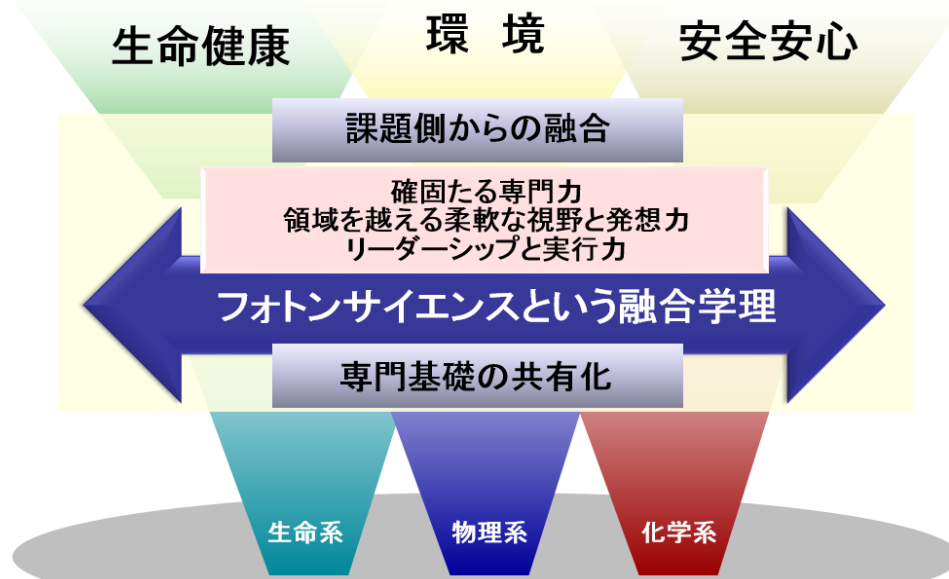 生命健康
環 境
安全安心
課題側からの融合
確固たる専門力
領域を越える柔軟な視野と発想力
リーダーシップと実行力
フォトンサイエンスという融合学理
専門基礎の共有化
生命系
物理系
化学系